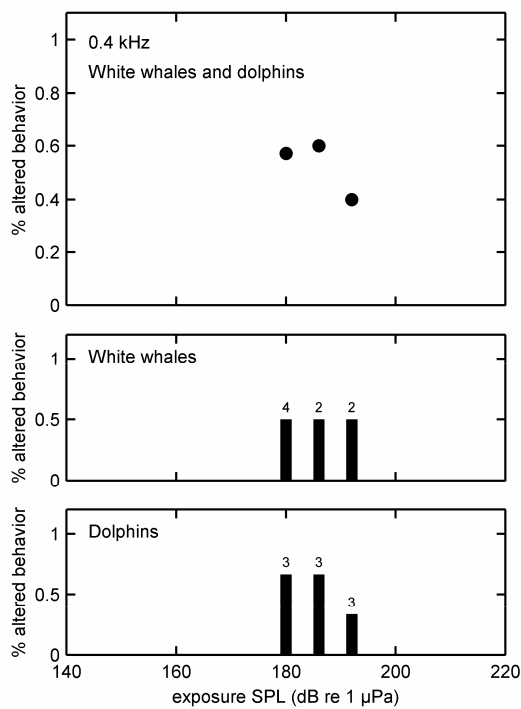 % altered behavior
1
0.8
0.6
0.4
0.2
0
0.4 kHz
White whales and dolphins
% altered behavior
1
0.5
0
White whales
4 2 2
% altered behavior
1
0.5
0
Dolphins
3 3
3
140 160 180 200 220
exposure SPL (dB re 1 µPa)